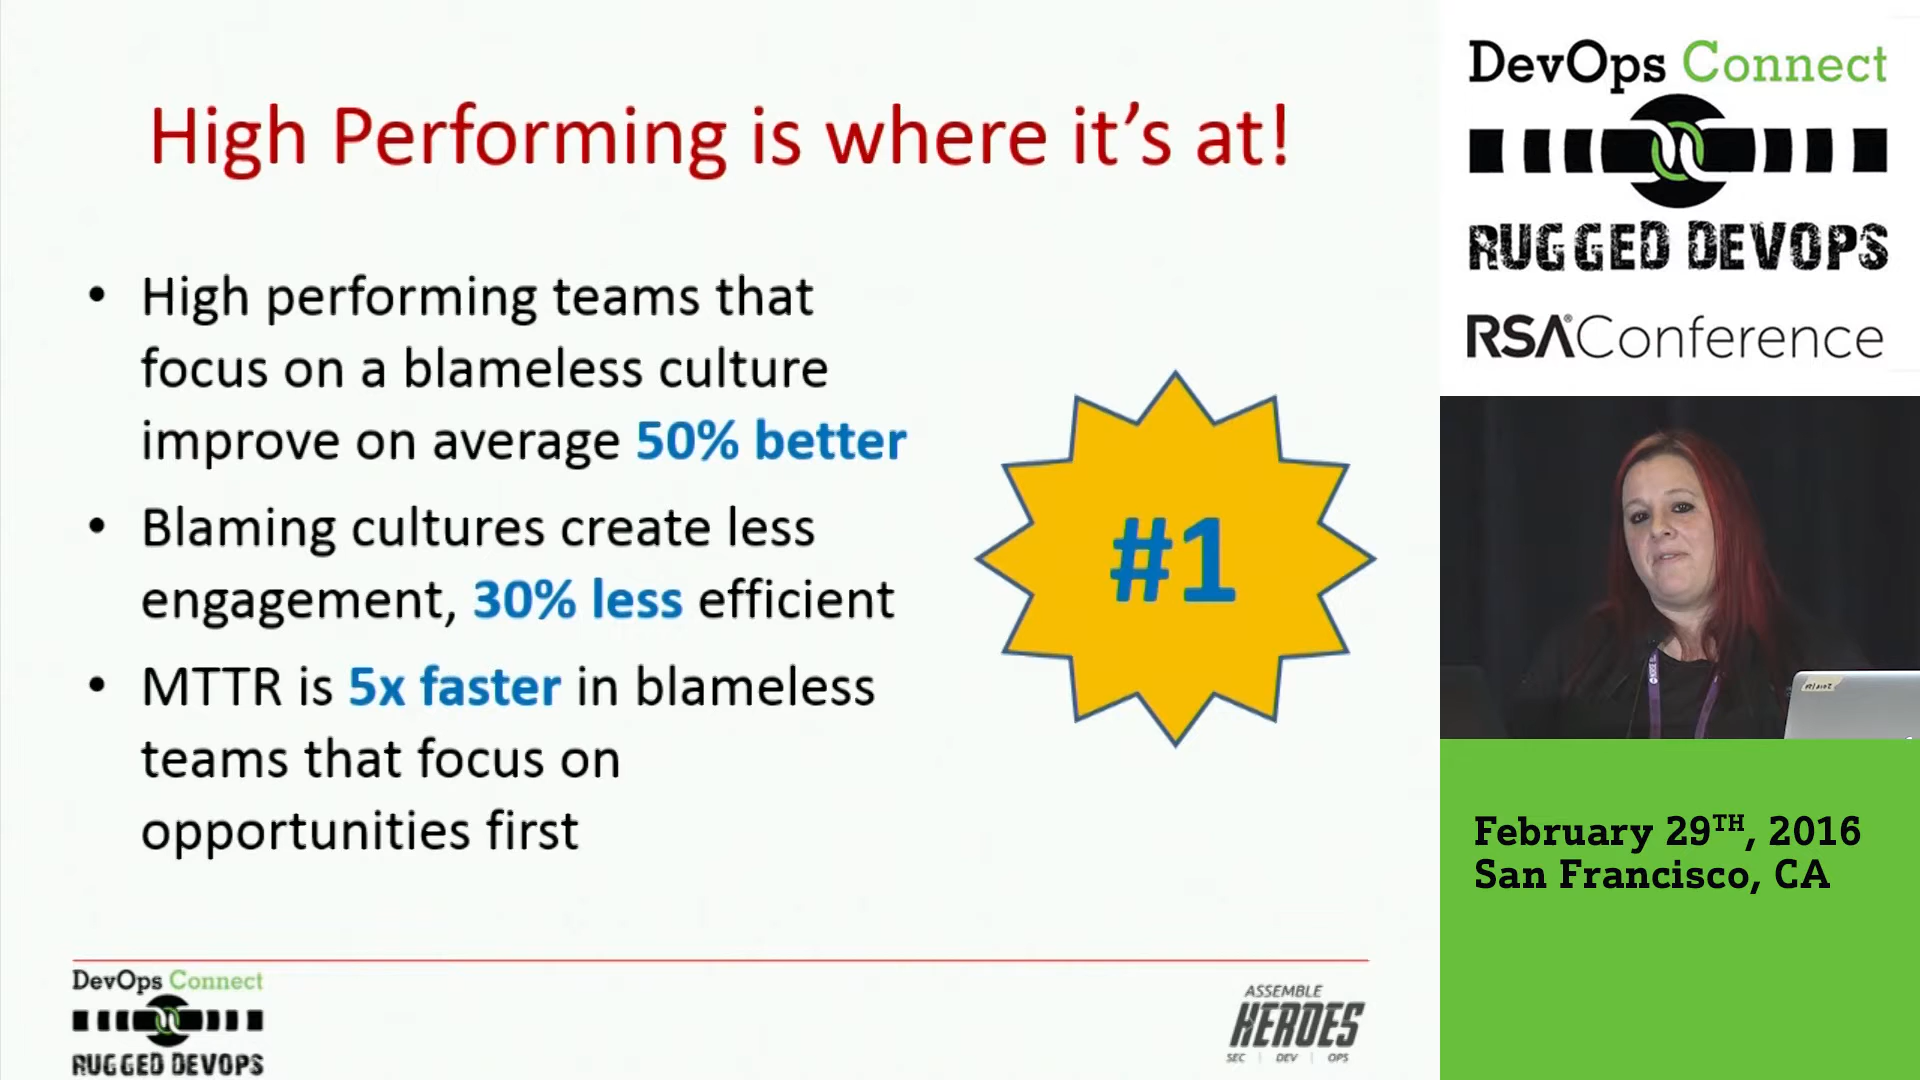 High Performing is where it's at!
• High performing teams that
focus on a blameless culture
improve on average 50% better
• Blaming cultures create less
engagement, 30% less efficient
• MTTR is 5x faster in blameless
teams that focus on
opportunities first
#1
DevOps Connect
RUGGED DEVOPS
ASSEMBLE
HEROES
SEC | DEV | OPS
DevOps Connect
RUGGED DEVOPS
RSA®Conference
February 29TH, 2016
San Francisco, CA